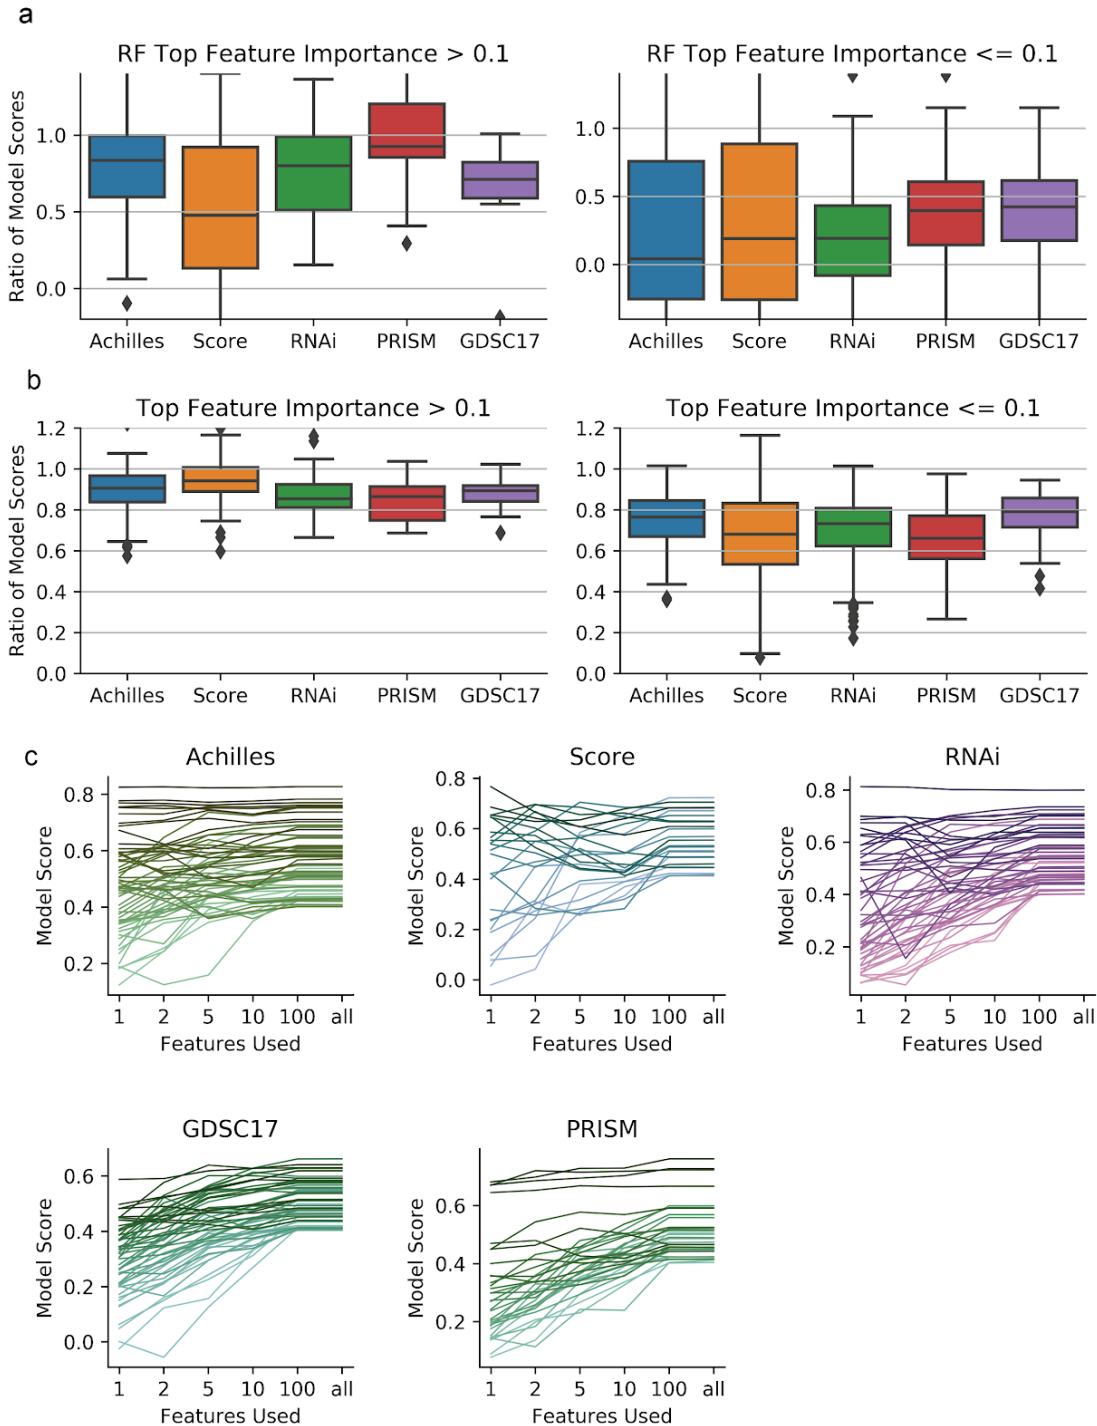 a
RF Top Feature Importance > 0.1
RF Top Feature Importance <= 0.1
Ratio of Model Scores
1.0
0.5
0.0
1.0
0.5
0.0
Achilles Score RNAi PRISM GDSC17
Achilles Score RNAi PRISM GDSC17
b
Top Feature Importance > 0.1
Top Feature Importance <= 0.1
Ratio of Model Scores
1.2
1.0
0.8
0.6
0.4
0.2
0.0
1.2
1.0
0.8
0.6
0.4
0.2
0.0
Achilles Score RNAi PRISM GDSC17
Achilles Score RNAi PRISM GDSC17
c
Achilles
Model Score
0.8
0.6
0.4
0.2
1 2 5 10 100 all
Features Used
Score
Model Score
0.8
0.6
0.4
0.2
0.0
1 2 5 10 100 all
Features Used
RNAi
Model Score
0.8
0.6
0.4
0.2
1 2 5 10 100 all
Features Used
GDSC17
Model Score
0.6
0.4
0.2
0.0
1 2 5 10 100 all
Features Used
PRISM
Model Score
0.6
0.4
0.2
1 2 5 10 100 all
Features Used